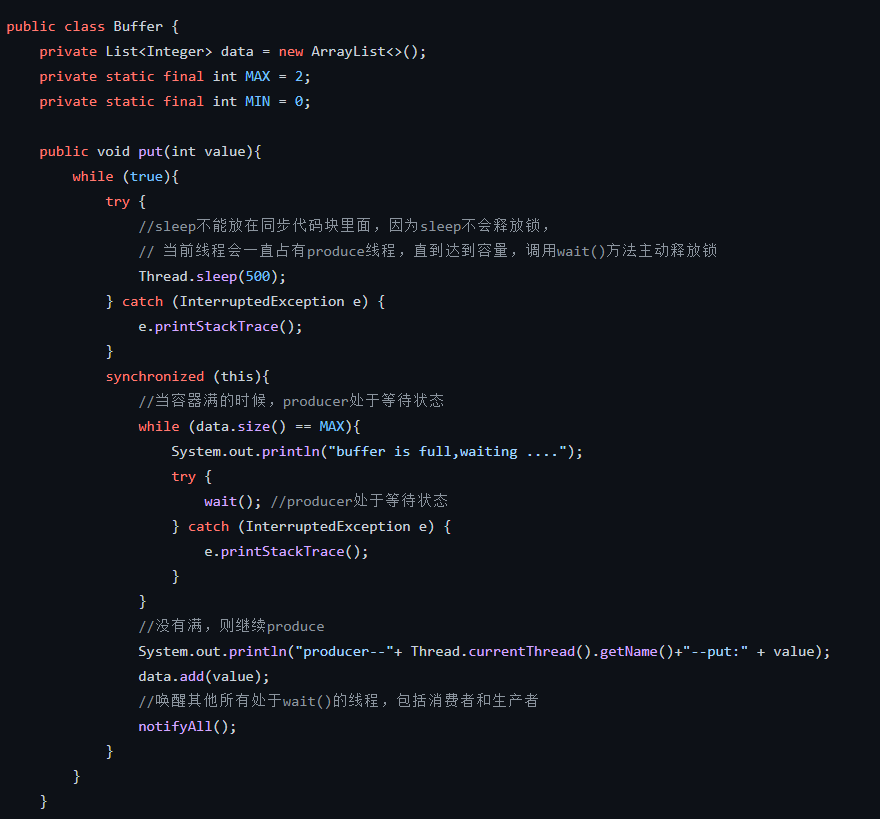 public class Buffer {
    private List<Integer> data = new ArrayList<>();
    private static final int MAX = 2;
    private static final int MIN = 0;

    public void put(int value){
        while (true){
            try {
                //sleep不能放在同步代码块里面，因为sleep不会释放锁，
                // 当前线程会一直占有produce线程，直到达到容量，调用wait()方法主动释放锁
                Thread.sleep(500);
            } catch (InterruptedException e) {
                e.printStackTrace();
            }
            synchronized (this){
                //当容器满的时候，producer处于等待状态
                while (data.size() == MAX){
                    System.out.println("buffer is full,waiting ....");
                    try {
                        wait(); //producer处于等待状态
                    } catch (InterruptedException e) {
                        e.printStackTrace();
                    }
                }
                //没有满，则继续produce
                System.out.println("producer--"+ Thread.currentThread().getName()+"--put:" + value);
                data.add(value);
                //唤醒其他所有处于wait()的线程，包括消费者和生产者
                notifyAll();
            }
        }
    }